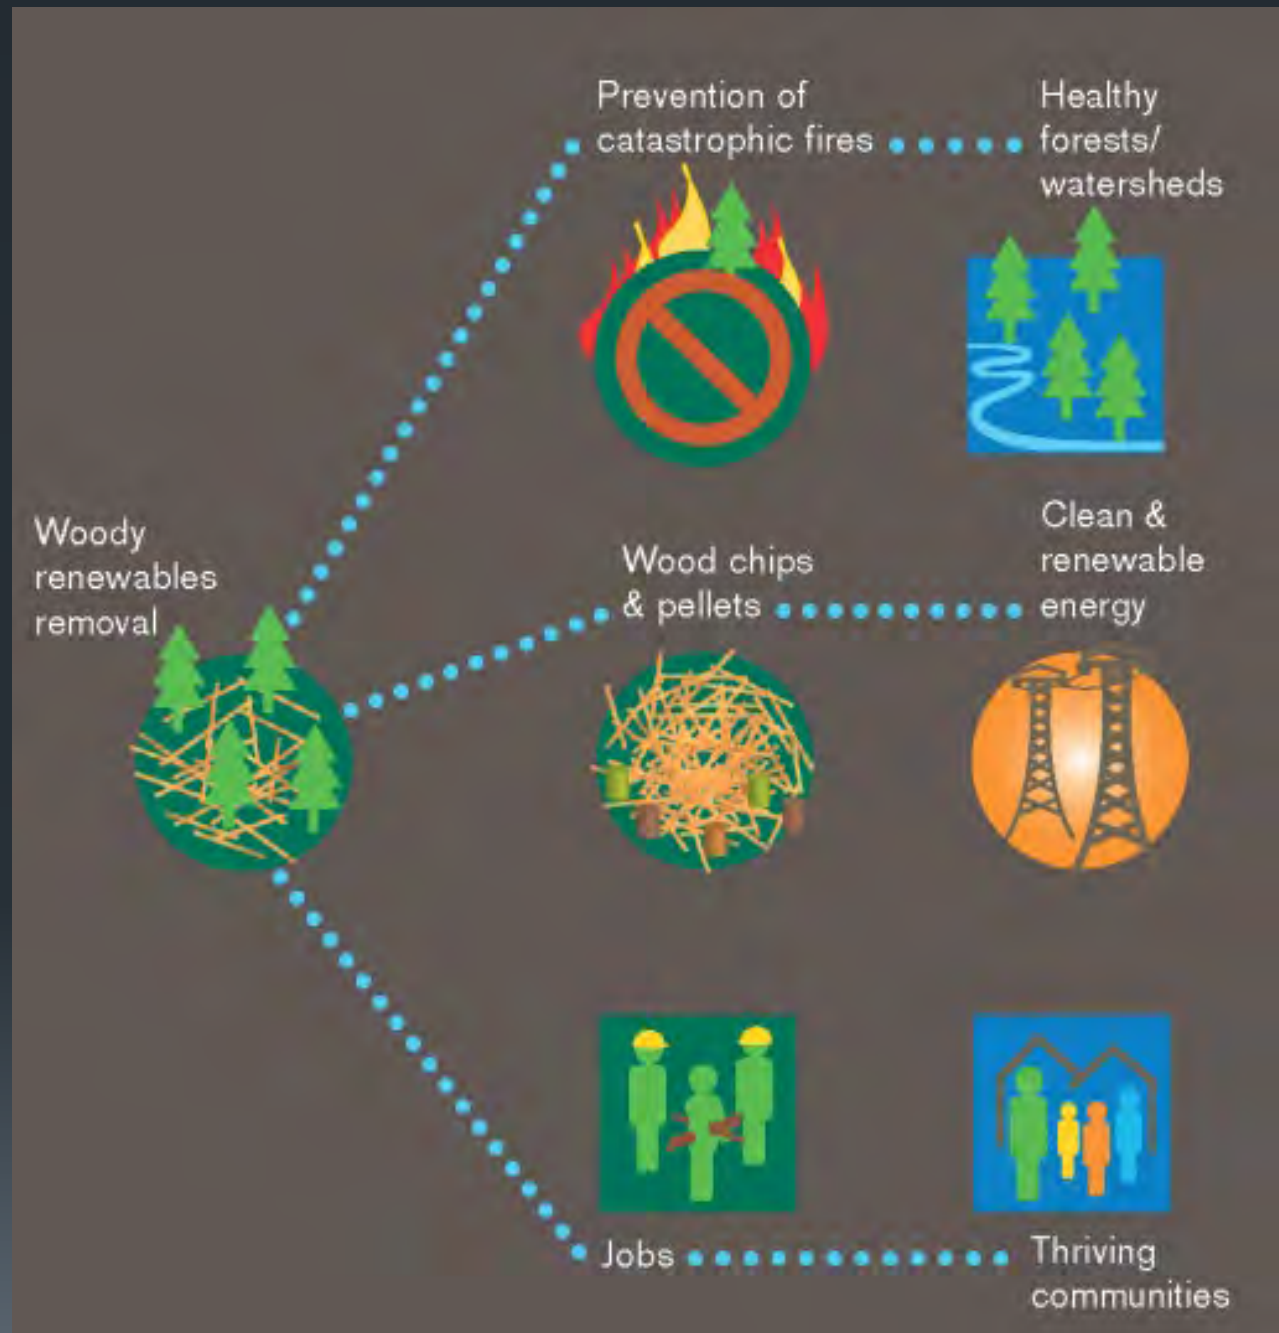 Prevention of
catastrophic fires
Healthy
forests/
watersheds
Woody
renewables
removal
Wood chips
& pellets
Clean &
renewable
energy
Jobs
Thriving
communities